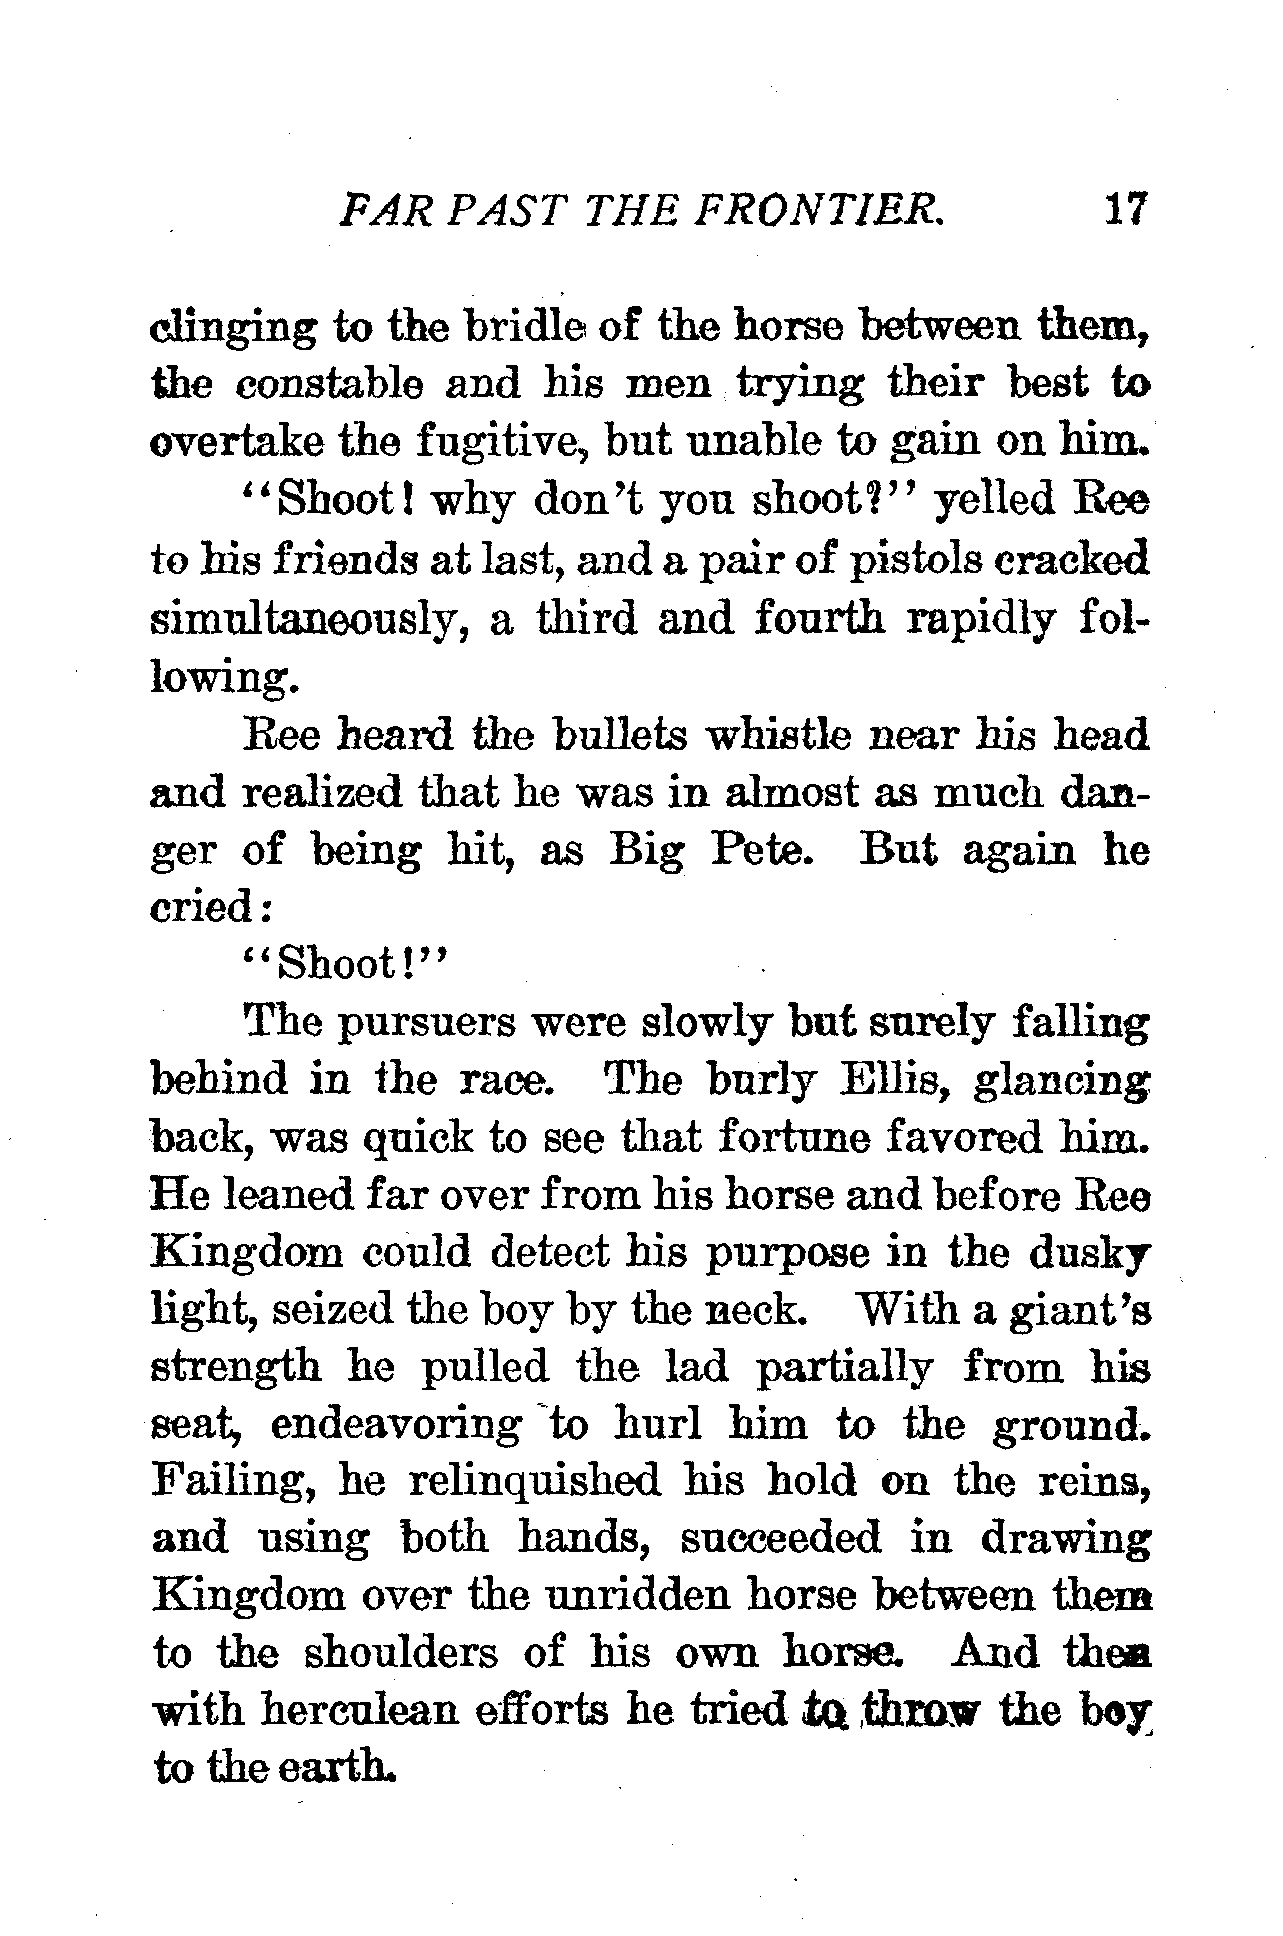 FAR PAST THE FRONTIER. 17
clinging to the bridle of the horse between them,
the constable and his men trying their best to
overtake the fugitive, but unable to gain on him.
"Shoot! why don't you shoot?" yelled Ree
to his friends at last, and a pair of pistols cracked
simultaneously, a third and fourth rapidly fol-
lowing.
Ree heard the bullets whistle near his head
and realized that he was in almost as much dan-
ger of being hit, as Big Pete. But again he
cried:
"Shoot!"
The pursuers were slowly but surely falling
behind in the race. The burly Ellis, glancing
back, was quick to see that fortune favored him.
He leaned far over from his horse and before Ree
Kingdom could detect his purpose in the dusky
light, seized the boy by the neck. With a giant's
strength he pulled the lad partially from his
seat, endeavoring to hurl him to the ground.
Failing, he relinquished his hold on the reins,
and using both hands, succeeded in drawing
Kingdom over the unridden horse between them
to the shoulders of his own horse. And then
with herculean efforts he tried to throw the boy
to the earth.